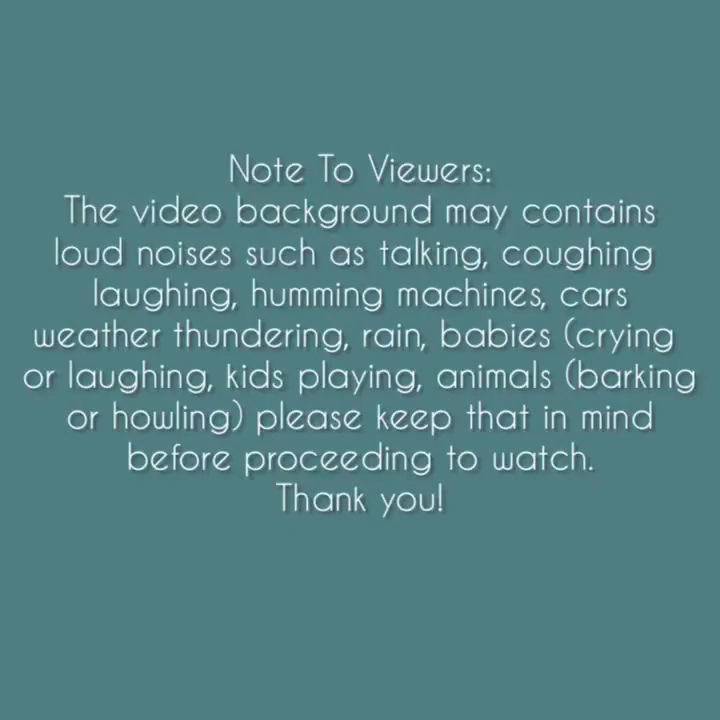 Note To Viewers:
The video background may contains
loud noises such as talking, coughing
laughing, humming machines, cars
weather thundering, rain, babies (crying
or laughing, kids playing, animals (barking
or howling) please keep that in mind
before proceeding to watch.
Thank you!